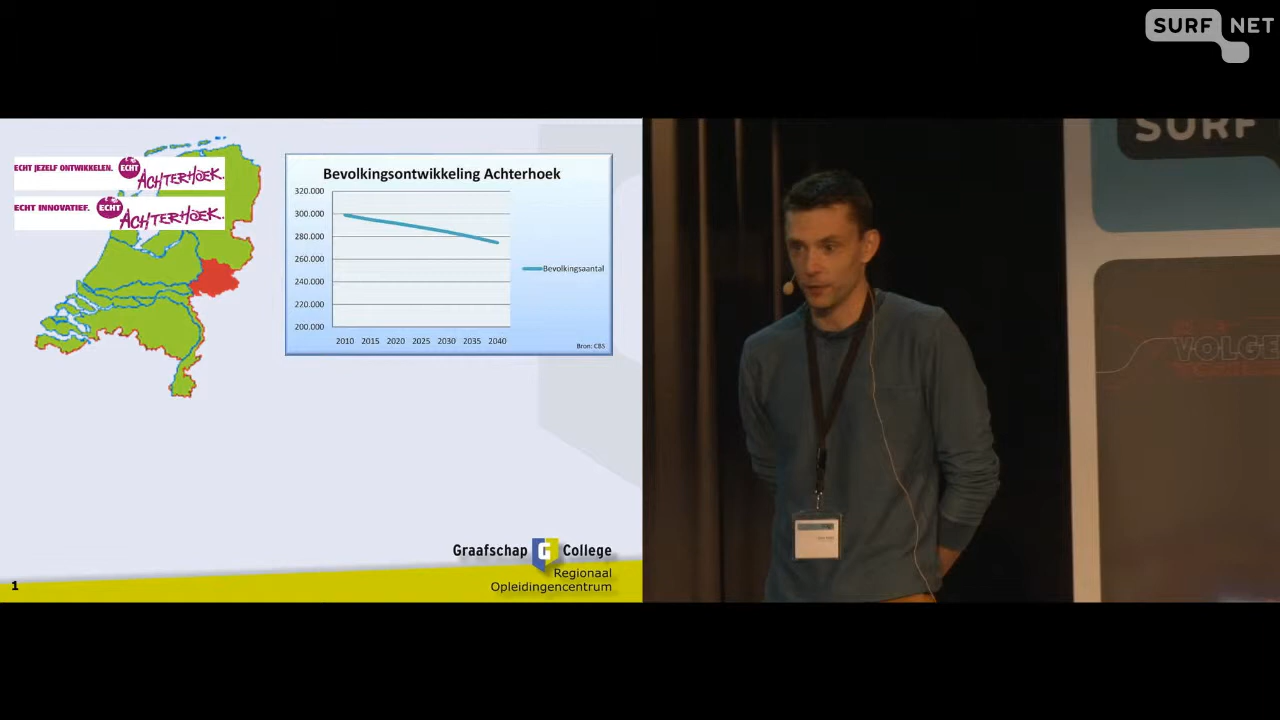 SURF NET
ECHT JEZELF ONTWIKKELEN. ECHT ACHTERHOEK.
ECHT INNOVATIEF. ECHT ACHTERHOEK.
Bevolkingsontwikkeling Achterhoek
320.000
300.000
280.000
260.000
240.000
220.000
200.000
2010 2015 2020 2025 2030 2035 2040
Bevolkingsaantal
Bron: CBS
Graafschap G College
Regionaal
Opleidingencentrum
1
SURF
VOLGE